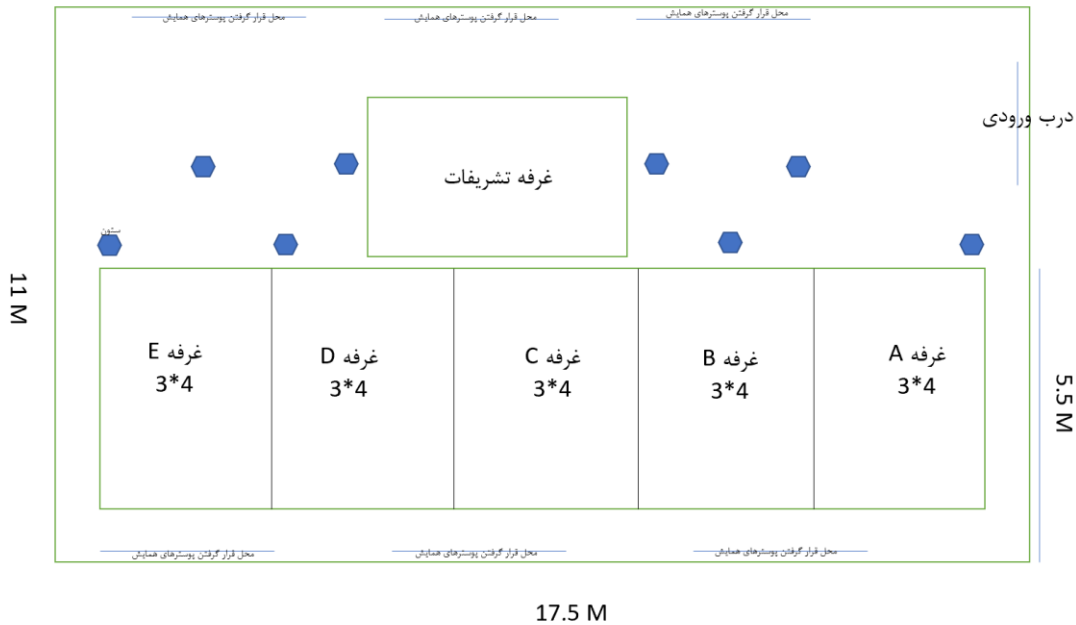 محل قرار گرفتن پوسترهای همایش
محل قرار گرفتن پوسترهای همایش
محل قرار گرفتن پوسترهای همایش
درب ورودی
غرفه تشریفات
ستون
11 M
غرفه A
3*4
غرفه B
3*4
غرفه C
3*4
غرفه D
3*4
غرفه E
3*4
5.5 M
محل قرار گرفتن پوسترهای همایش
محل قرار گرفتن پوسترهای همایش
محل قرار گرفتن پوسترهای همایش
17.5 M